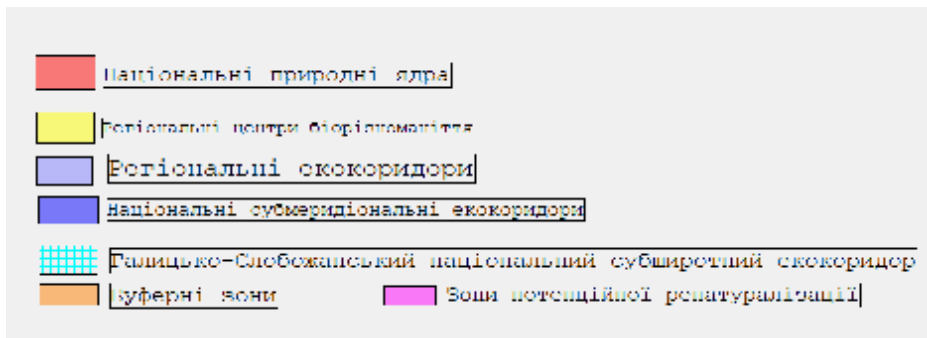 Національні природні ядра
Регіональні центри біорізноманіття
Регіональні екокоридори
Національні субмеридіональні екокоридори
Галицько-Слобожанський національний субширотний екокоридор
Буферні зони
Зони потенційної ренатуралізації